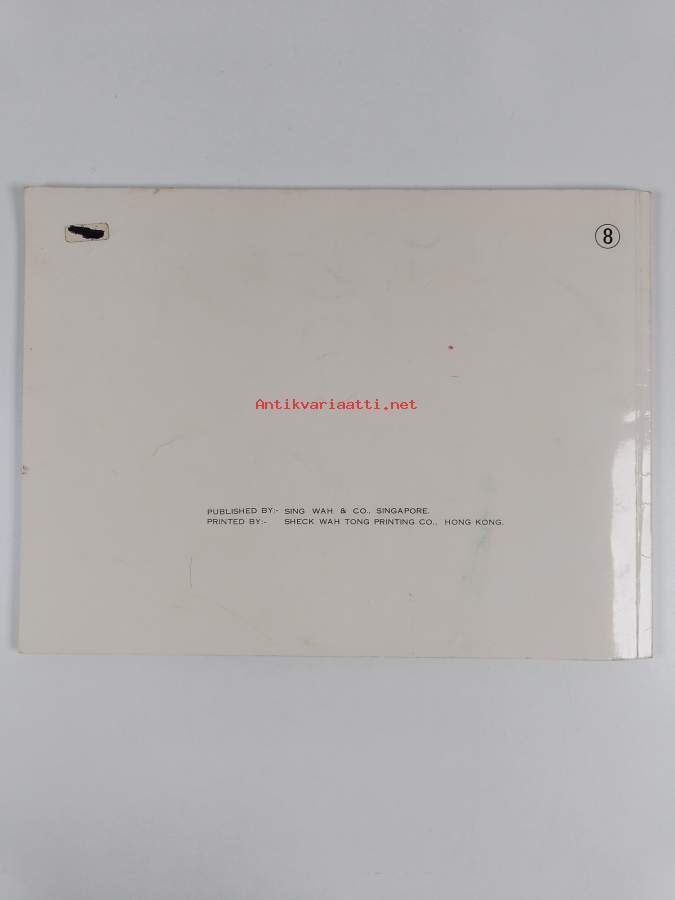 ⑧
Antikvariaatti.net
PUBLISHED BY:- SING WAH & CO., SINGAPORE.
PRINTED BY:- SHECK WAH TONG PRINTING CO., HONG KONG.